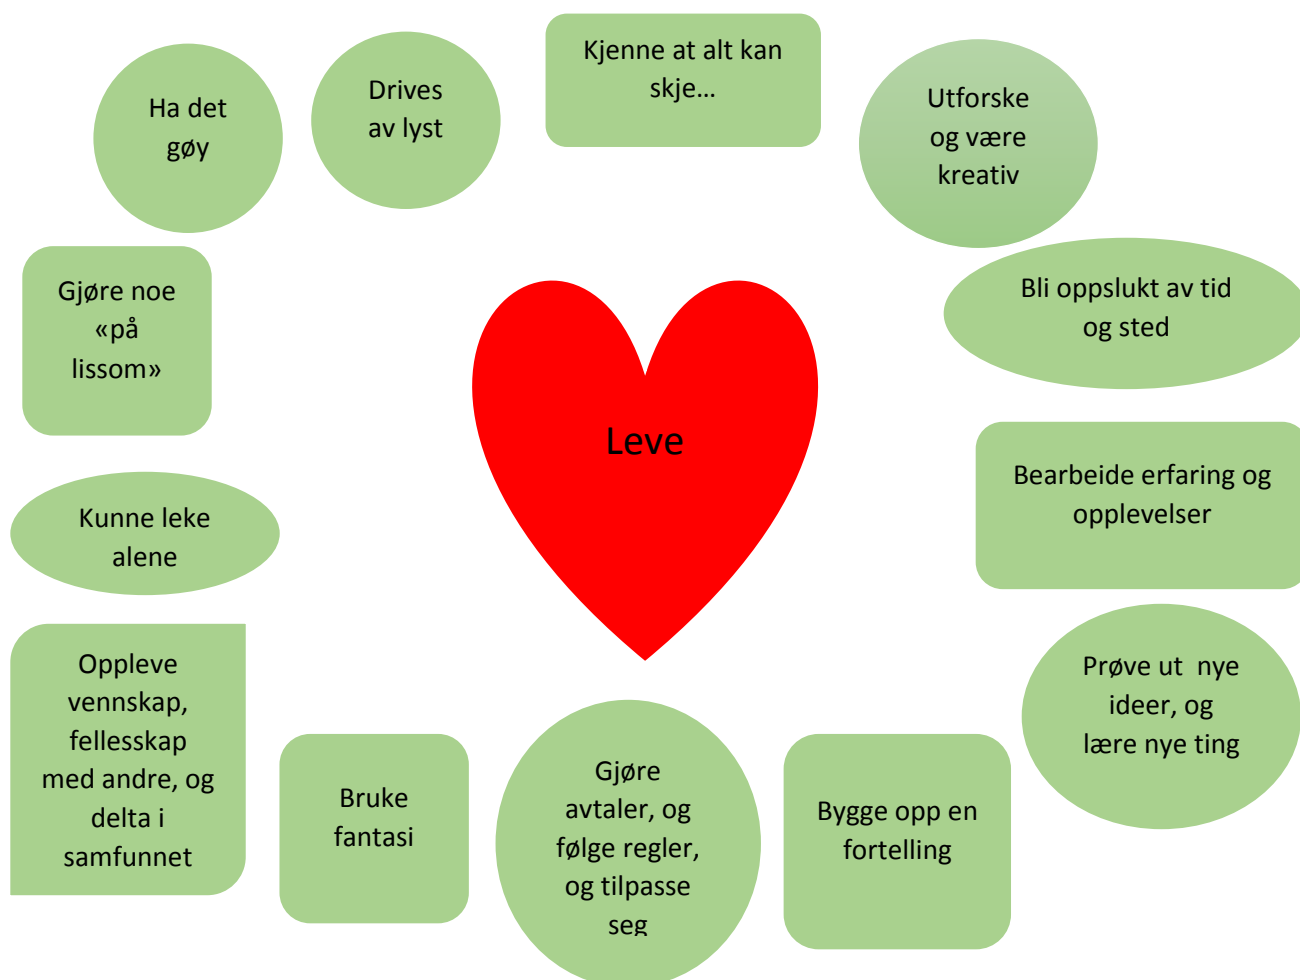 Ha det
gøy
Drives
av lyst
Kjenne at alt kan
skje...
Utforske
og være
kreativ
Gjøre noe
«på
lissom»
Bli oppslukt av tid
og sted
Leve
Kunne leke
alene
Bearbeide erfaring og
opplevelser
Oppleve
vennskap,
fellesskap
med andre, og
delta i
samfunnet
Bruke
fantasi
Gjøre
avtaler, og
følge regler,
og tilpasse
seg
Bygge opp en
fortelling
Prøve ut  nye
ideer, og
lære nye ting